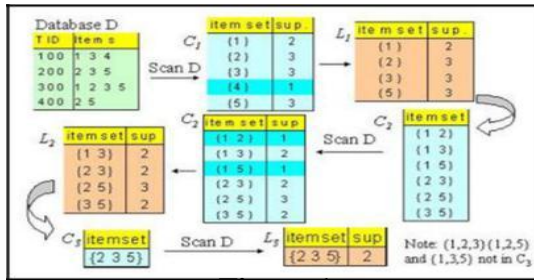 Database D
TID Items
100 1 3 4
200 2 3 5
300 1 2 3 5
400 2 5
Scan D
C1
itemset sup.
{1} 2
{2} 3
{3} 3
{4} 1
{5} 3
L1
itemset sup.
{1} 2
{2} 3
{3} 3
{5} 3
C2
itemset
{1 2}
{1 3}
{1 5}
{2 3}
{2 5}
{3 5}
Scan D
C2
itemset sup
{1 2} 1
{1 3} 2
{1 5} 1
{2 3} 2
{2 5} 3
{3 5} 2
L2
itemset sup
{1 3} 2
{2 3} 2
{2 5} 3
{3 5} 2
C3
itemset
{2 3 5}
Scan D
L3
itemset sup
{2 3 5} 2
Note: {1,2,3}{1,2,5}
and {1,3,5} not in C3